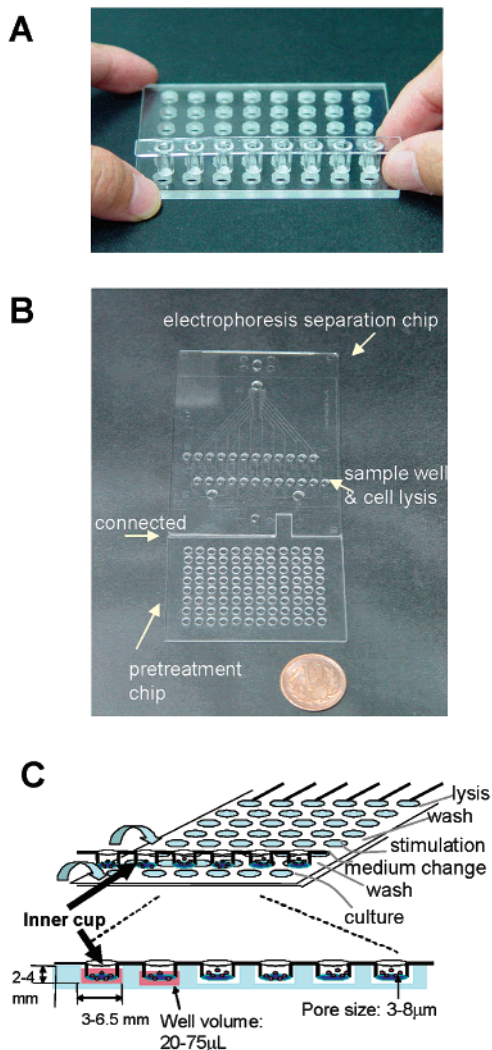 A
B
electrophoresis separation chip
sample well
& cell lysis
connected
pretreatment
chip
C
lysis
wash
stimulation
medium change
wash
culture
Inner cup
2-4
mm
3-6.5 mm
Well volume:
20-75μL
Pore size: 3-8μm